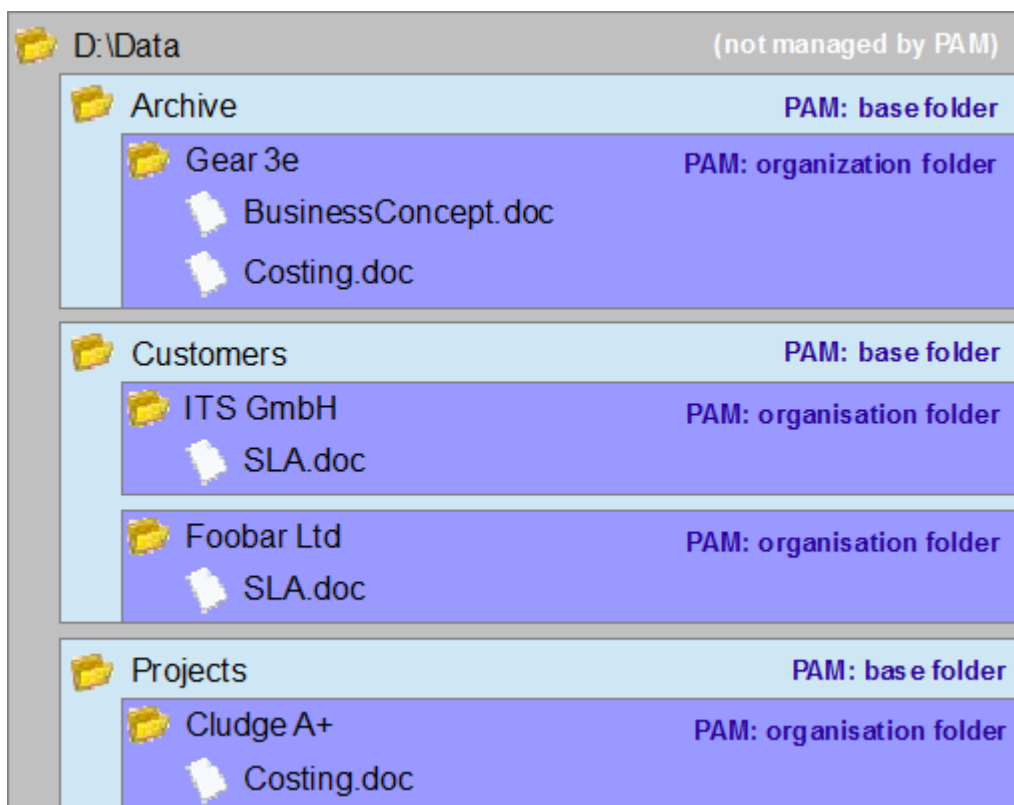 D:\Data (not managed by PAM)
Archive PAM: base folder
Gear 3e PAM: organization folder
BusinessConcept.doc
Costing.doc
Customers PAM: base folder
ITS GmbH PAM: organisation folder
SLA.doc
Foobar Ltd PAM: organisation folder
SLA.doc
Projects PAM: base folder
Cludge A+ PAM: organisation folder
Costing.doc